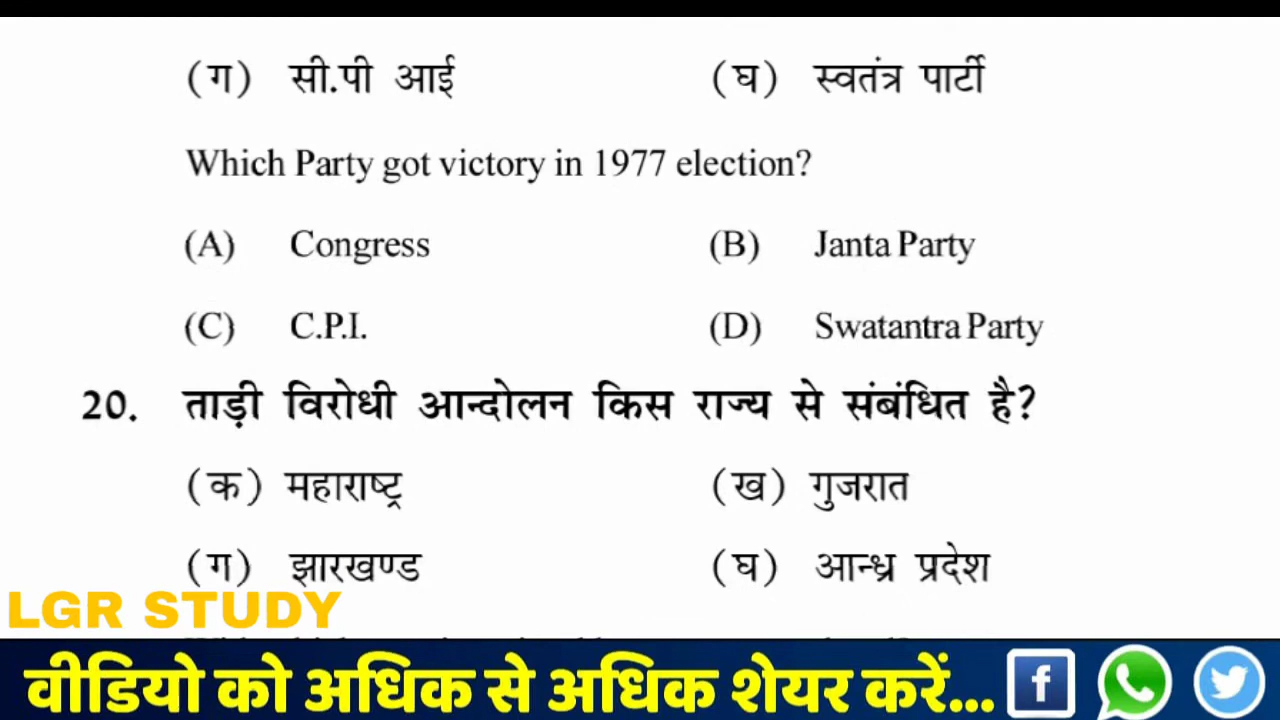 (ग) सी.पी आई (घ) स्वतंत्र पार्टी
Which Party got victory in 1977 election?
(A) Congress (B) Janta Party
(C) C.P.I. (D) Swatantra Party
20. ताड़ी विरोधी आन्दोलन किस राज्य से संबंधित है?
(क) महाराष्ट्र (ख) गुजरात
(ग) झारखण्ड (घ) आन्ध्र प्रदेश
LGR STUDY
वीडियो को अधिक से अधिक शेयर करें...